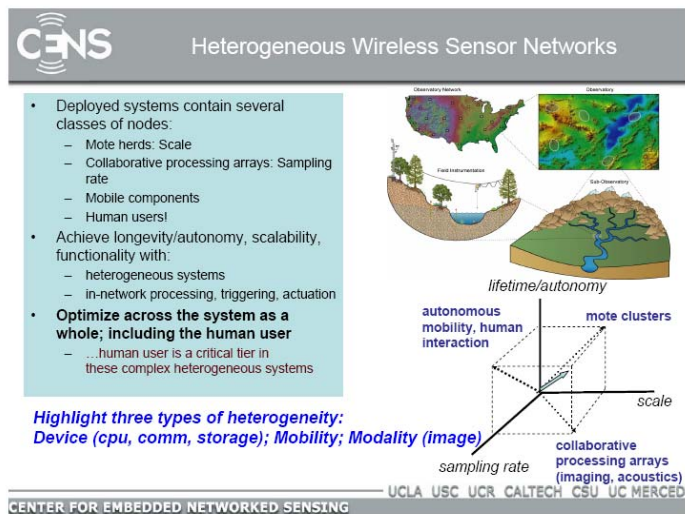 CENS
Heterogeneous Wireless Sensor Networks
• Deployed systems contain several
classes of nodes:
– Mote herds: Scale
– Collaborative processing arrays: Sampling
rate
– Mobile components
– Human users!
• Achieve longevity/autonomy, scalability,
functionality with:
– heterogeneous systems
– in-network processing, triggering, actuation
• Optimize across the system as a
whole; including the human user
– …human user is a critical tier in
these complex heterogeneous systems
Observatory Network
Observatory
Field Instrumentation
Sub-Observatory
lifetime/autonomy
autonomous
mobility, human
interaction
mote clusters
scale
sampling rate
collaborative
processing arrays
(imaging, acoustics)
Highlight three types of heterogeneity:
Device (cpu, comm, storage); Mobility; Modality (image)
UCLA USC UCR CALTECH CSU UC MERCED
CENTER FOR EMBEDDED NETWORKED SENSING